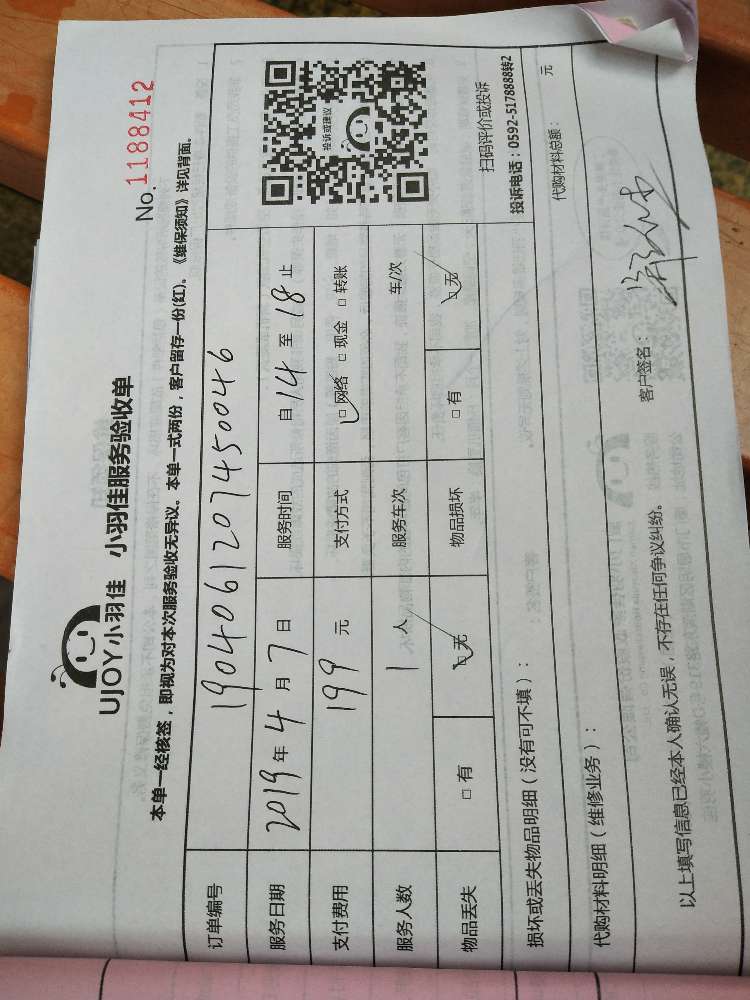 UJOY小羽佳 小羽佳服务验收单
No.1188412
本单一经核签，即视为对本次服务验收无异议。本单一式两份，客户留存一份(红)。《维保须知》详见背面。
订单编号 1904061207450046
服务日期 2019年4月7日 服务时间 自14至18止
支付费用 199元 支付方式 □网络 □现金 □转账
服务人数 1人 服务车次 车/次
物品丢失 □有 □无 物品损坏 □有 □无
投诉或建议
扫码评价或投诉
投诉电话：0592-5178888转2
损坏或丢失物品明细（没有可不填）：
代购材料明细（维修业务）： 代购材料总额： 元
以上填写信息已经本人确认无误，不存在任何争议纠纷。 客户签名：